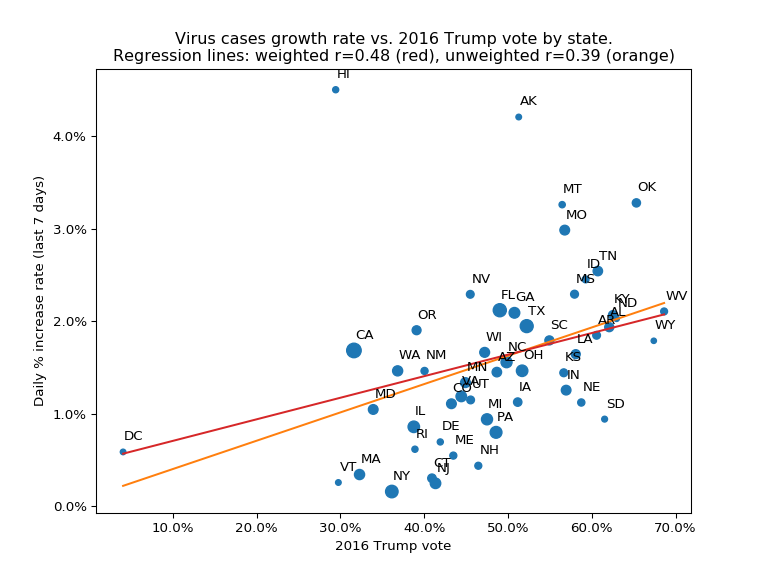 Virus cases growth rate vs. 2016 Trump vote by state.
Regression lines: weighted r=0.48 (red), unweighted r=0.39 (orange)
HI
AK
4.0%
MT
OK
MO
3.0%
TN
ID
NV
MS
FL
GA
KY
ND
WV
OR
TX
AL
2.0%
SC
AR
WY
CA
WI
NC
LA
WA
NM
AZ
OH
KS
MN
VA
UT
IN
MD
CO
IA
NE
1.0%
IL
MI
SD
RI
DE
PA
DC
ME
VT
MA
CT
NH
NY
NJ
0.0%
10.0%
20.0%
30.0%
40.0%
50.0%
60.0%
70.0%
2016 Trump vote
Daily % increase rate (last 7 days)